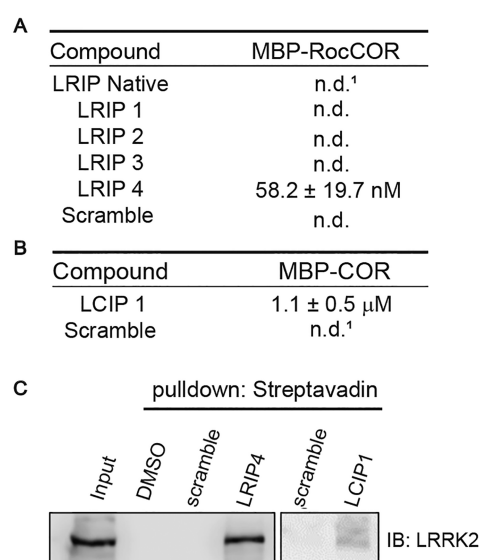 A
Compound MBP-RocCOR
LRIP Native n.d.¹
LRIP 1 n.d.
LRIP 2 n.d.
LRIP 3 n.d.
LRIP 4 58.2 ± 19.7 nM
Scramble n.d.
B
Compound MBP-COR
LCIP 1 1.1 ± 0.5 μM
Scramble n.d.¹
C
pulldown: Streptavadin
Input DMSO scramble LRIP4 scramble LCIP1
IB: LRRK2